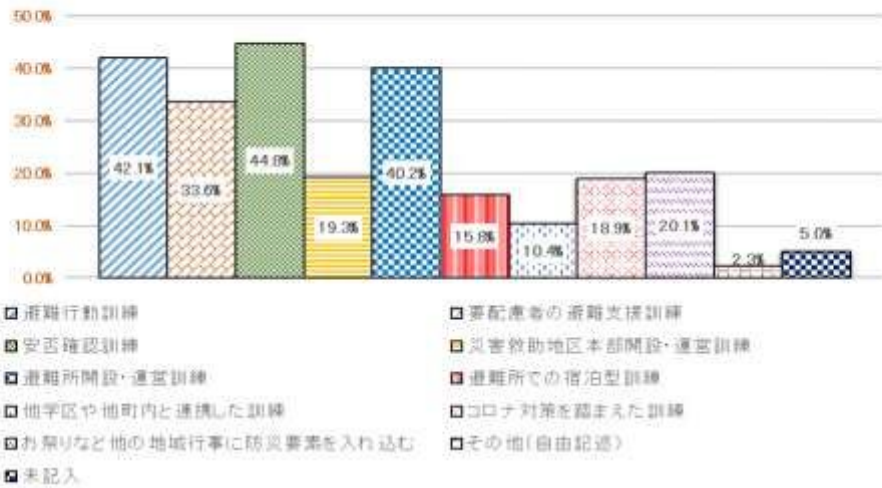 50.0%
40.0%
30.0%
20.0%
10.0%
0.0%
42.1%
33.6%
44.8%
19.3%
40.2%
15.8%
10.4%
18.9%
20.1%
2.3%
5.0%
避難行動訓練
要配慮者の避難支援訓練
安否確認訓練
災害救助地区本部開設・運営訓練
避難所開設・運営訓練
避難所での宿泊型訓練
他学区や他町内と連携した訓練
コロナ対策を踏まえた訓練
お祭りなど他の地域行事に防災要素を入れ込む
その他(自由記述)
未記入